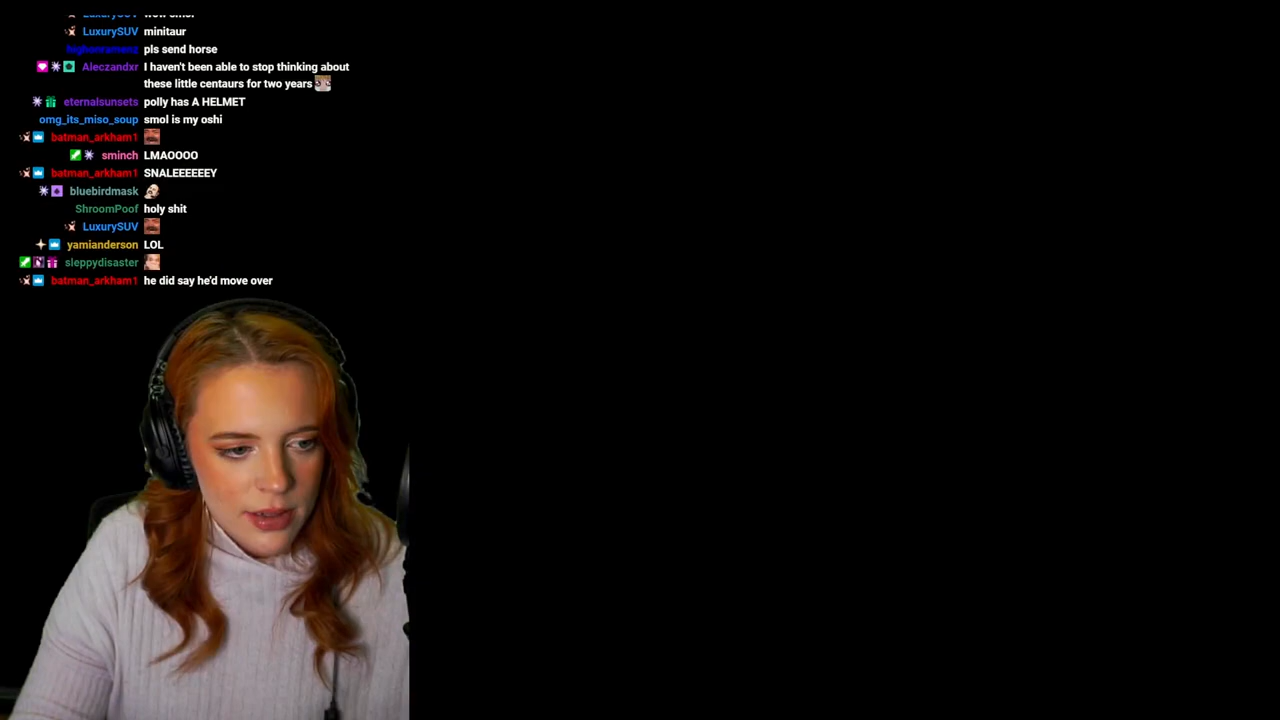 LuxurySUV minitaur
pls send horse
Aleczandxr I haven't been able to stop thinking about
these little centaurs for two years
eternalsunsets polly has A HELMET
omg_its_miso_soup smol is my oshi
batman_arkham1
sminch LMAOOOO
batman_arkham1 SNALEEEEEEY
bluebirdmask
ShroomPoof holy shit
LuxurySUV
yamianderson LOL
sleppydisaster
batman_arkham1 he did say he'd move over